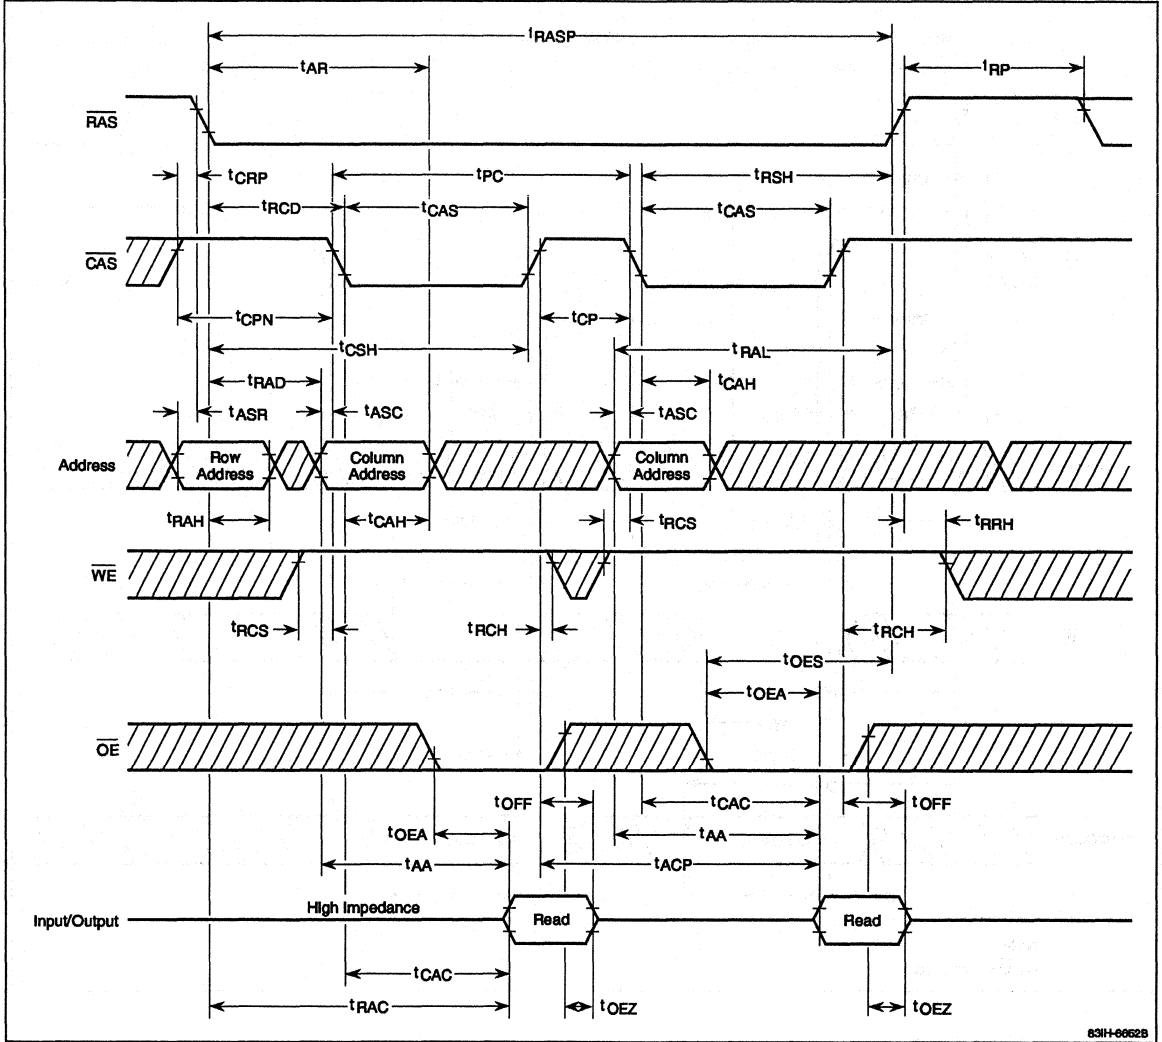 tRASP
tAR
tRP
RAS
tCRP
tPC
tRSH
tRCD
tCAS
tCAS
CAS
tCPN
tCP
tCSH
tRAL
tRAD
tCAH
tASR
tASC
tASC
Address
Row
Address
Column
Address
Column
Address
tRAH
tCAH
tRCS
tRRH
WE
tRCS
tRCH
tRCH
tOES
tOEA
OE
tOFF
tCAC
tOFF
tOEA
tAA
tAA
tACP
High Impedance
Input/Output
Read
Read
tCAC
tRAC
tOEZ
tOEZ
83IH-6652B